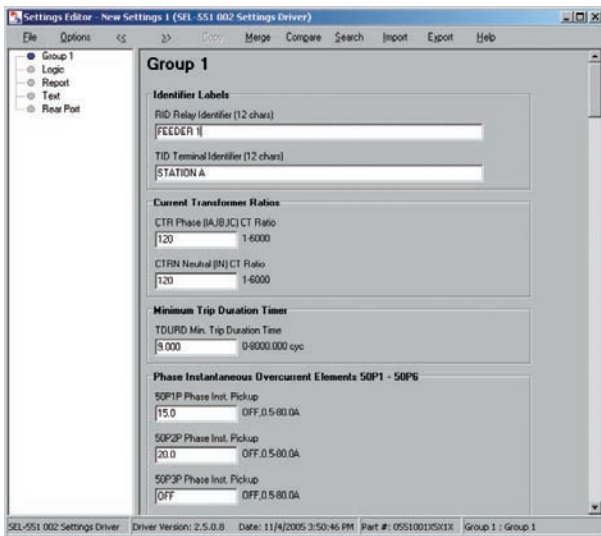 Settings Editor - New Settings 1 (SEL-551 002 Settings Driver)
File Options << >> Copy Merge Compare Search Import Export Help
Group 1
Logic
Report
Text
Rear Port
Group 1
Identifier Labels
RID Relay Identifier (12 chars)
FEEDER 1
TID Terminal Identifier (12 chars)
STATION A
Current Transformer Ratios
CTR Phase (IA,IB,IC) CT Ratio
120 1-6000
CTRN Neutral (IN) CT Ratio
120 1-6000
Minimum Trip Duration Timer
TDURD Min. Trip Duration Time
9.000 0-8000.000 cyc
Phase Instantaneous Overcurrent Elements 50P1 - 50P6
50P1P Phase Inst. Pickup
15.0 OFF,0.5-80.0A
50P2P Phase Inst. Pickup
20.0 OFF,0.5-80.0A
50P3P Phase Inst. Pickup
OFF OFF,0.5-80.0A
SEL-551 002 Settings Driver Driver Version: 2.5.0.8 Date: 11/4/2005 3:50:46 PM Part #: 0551001X5X1X Group 1 : Group 1